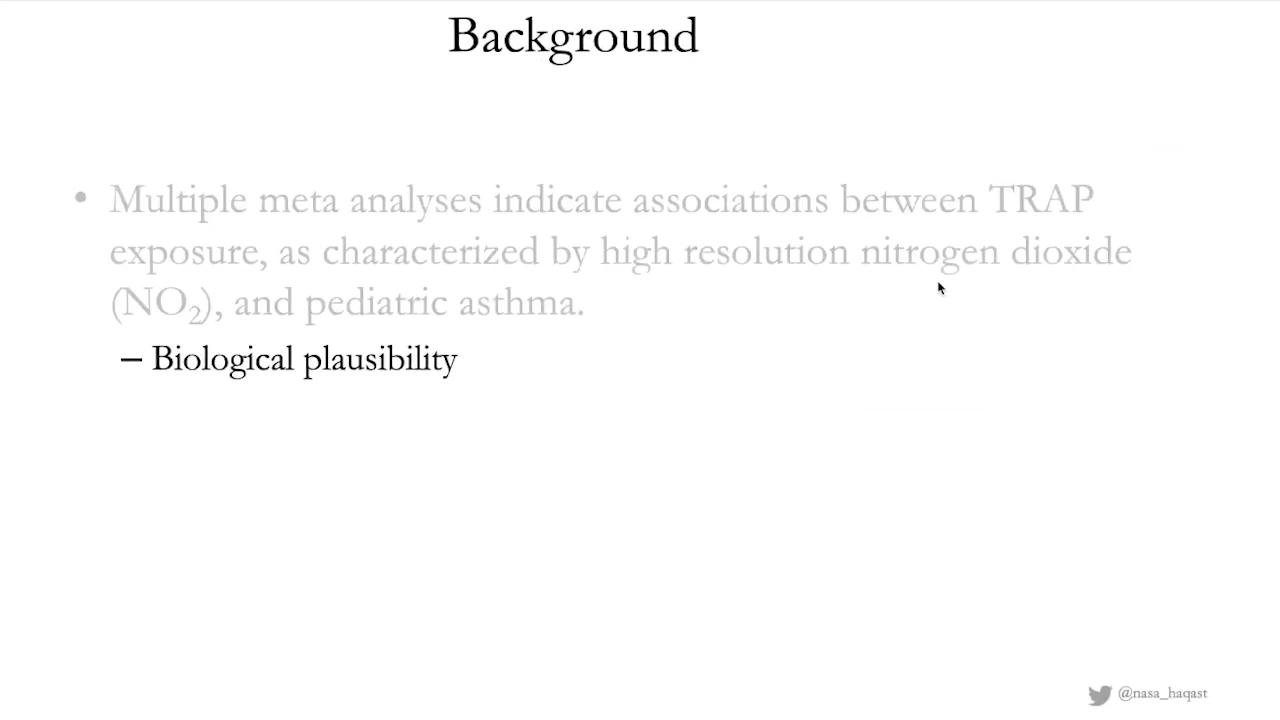 Background
• Multiple meta analyses indicate associations between TRAP
exposure, as characterized by high resolution nitrogen dioxide
(NO₂), and pediatric asthma.
– Biological plausibility
@nasa_haqast